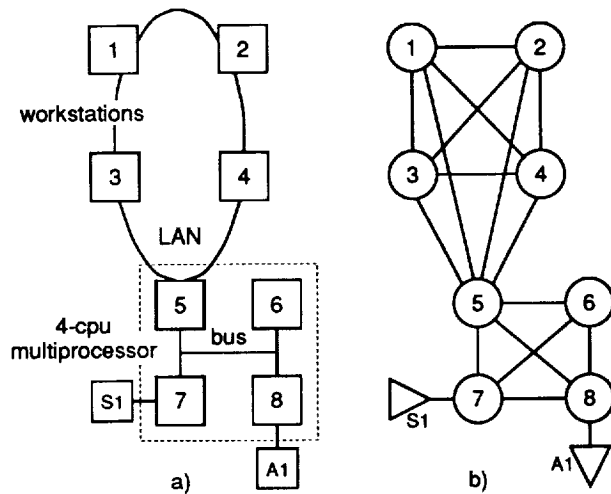 1
2
workstations
3
4
LAN
5
6
4-cpu
multiprocessor
bus
S1
7
8
A1
a)
1
2
3
4
5
6
7
8
S1
A1
b)